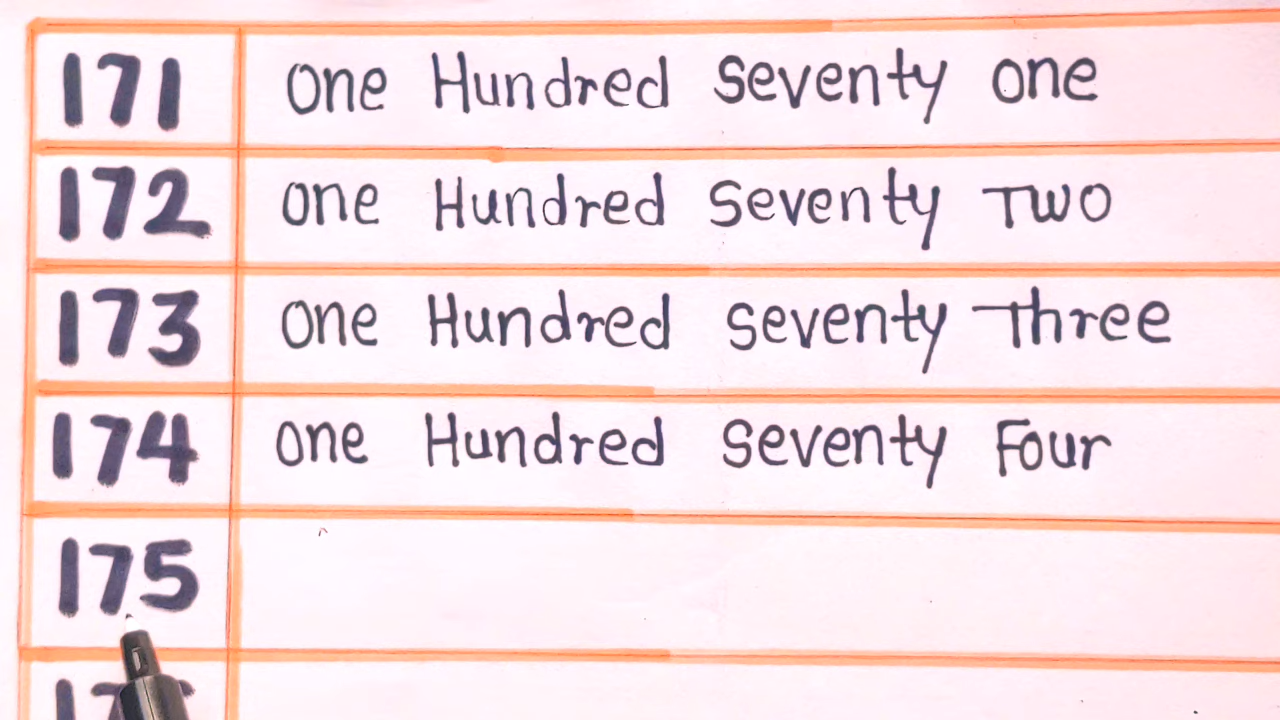 171 One Hundred Seventy One
172 One Hundred Seventy Two
173 One Hundred Seventy Three
174 One Hundred Seventy Four
175